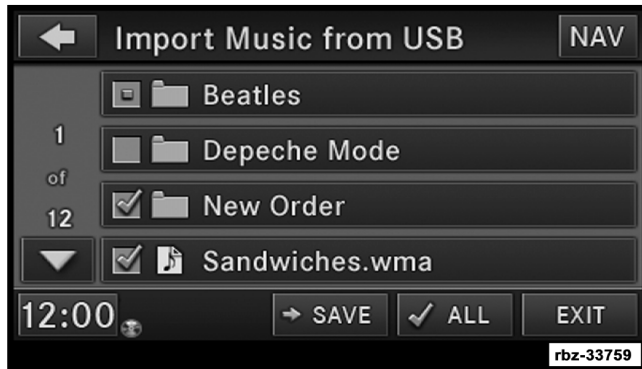 Import Music from USB NAV
Beatles
1
Depeche Mode
of
New Order
12
Sandwiches.wma
12:00 SAVE ALL EXIT
rbz-33759